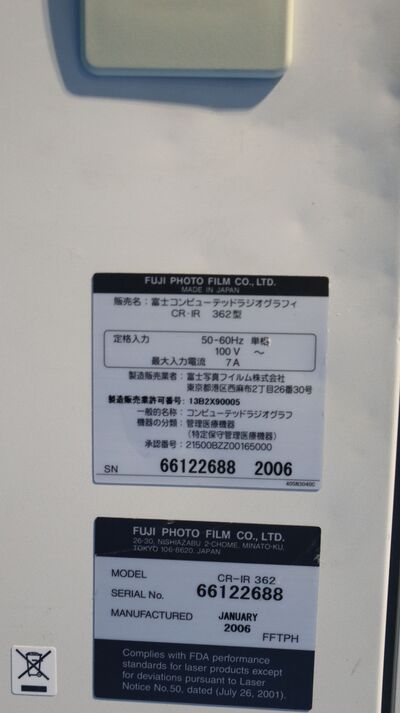 FUJI PHOTO FILM CO., LTD.
MADE IN JAPAN
販売名：富士コンピューテッドラジオグラフィ
CR-IR 362型
定格入力 50-60Hz 単相
100 V ～
最大入力電流 7A
製造販売業者：富士写真フイルム株式会社
東京都港区西麻布2丁目26番30号
製造販売業許可番号：13B2X90005
一般的名称：コンピューテッドラジオグラフ
機器の分類：管理医療機器
(特定保守管理医療機器)
承認番号：21500BZZ00165000
SN 66122688 2006
405N3040C
FUJI PHOTO FILM CO., LTD.
26-30, NISHIAZABU 2-CHOME, MINATO-KU,
TOKYO 106-8620, JAPAN
MODEL CR-IR 362
SERIAL No. 66122688
MANUFACTURED JANUARY
2006
FFTPH
Complies with FDA performance
standards for laser products except
for deviations pursuant to Laser
Notice No.50, dated (July 26, 2001).